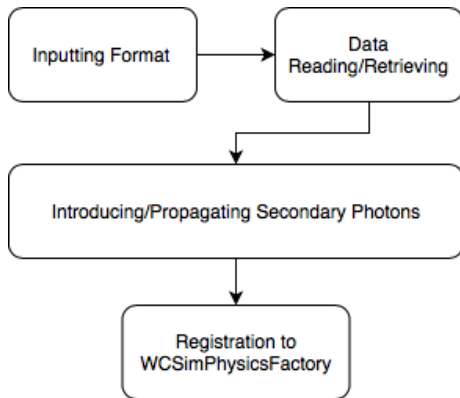 Inputting Format
Data
Reading/Retrieving
Introducing/Propagating Secondary Photons
Registration to
WCSimPhysicsFactory